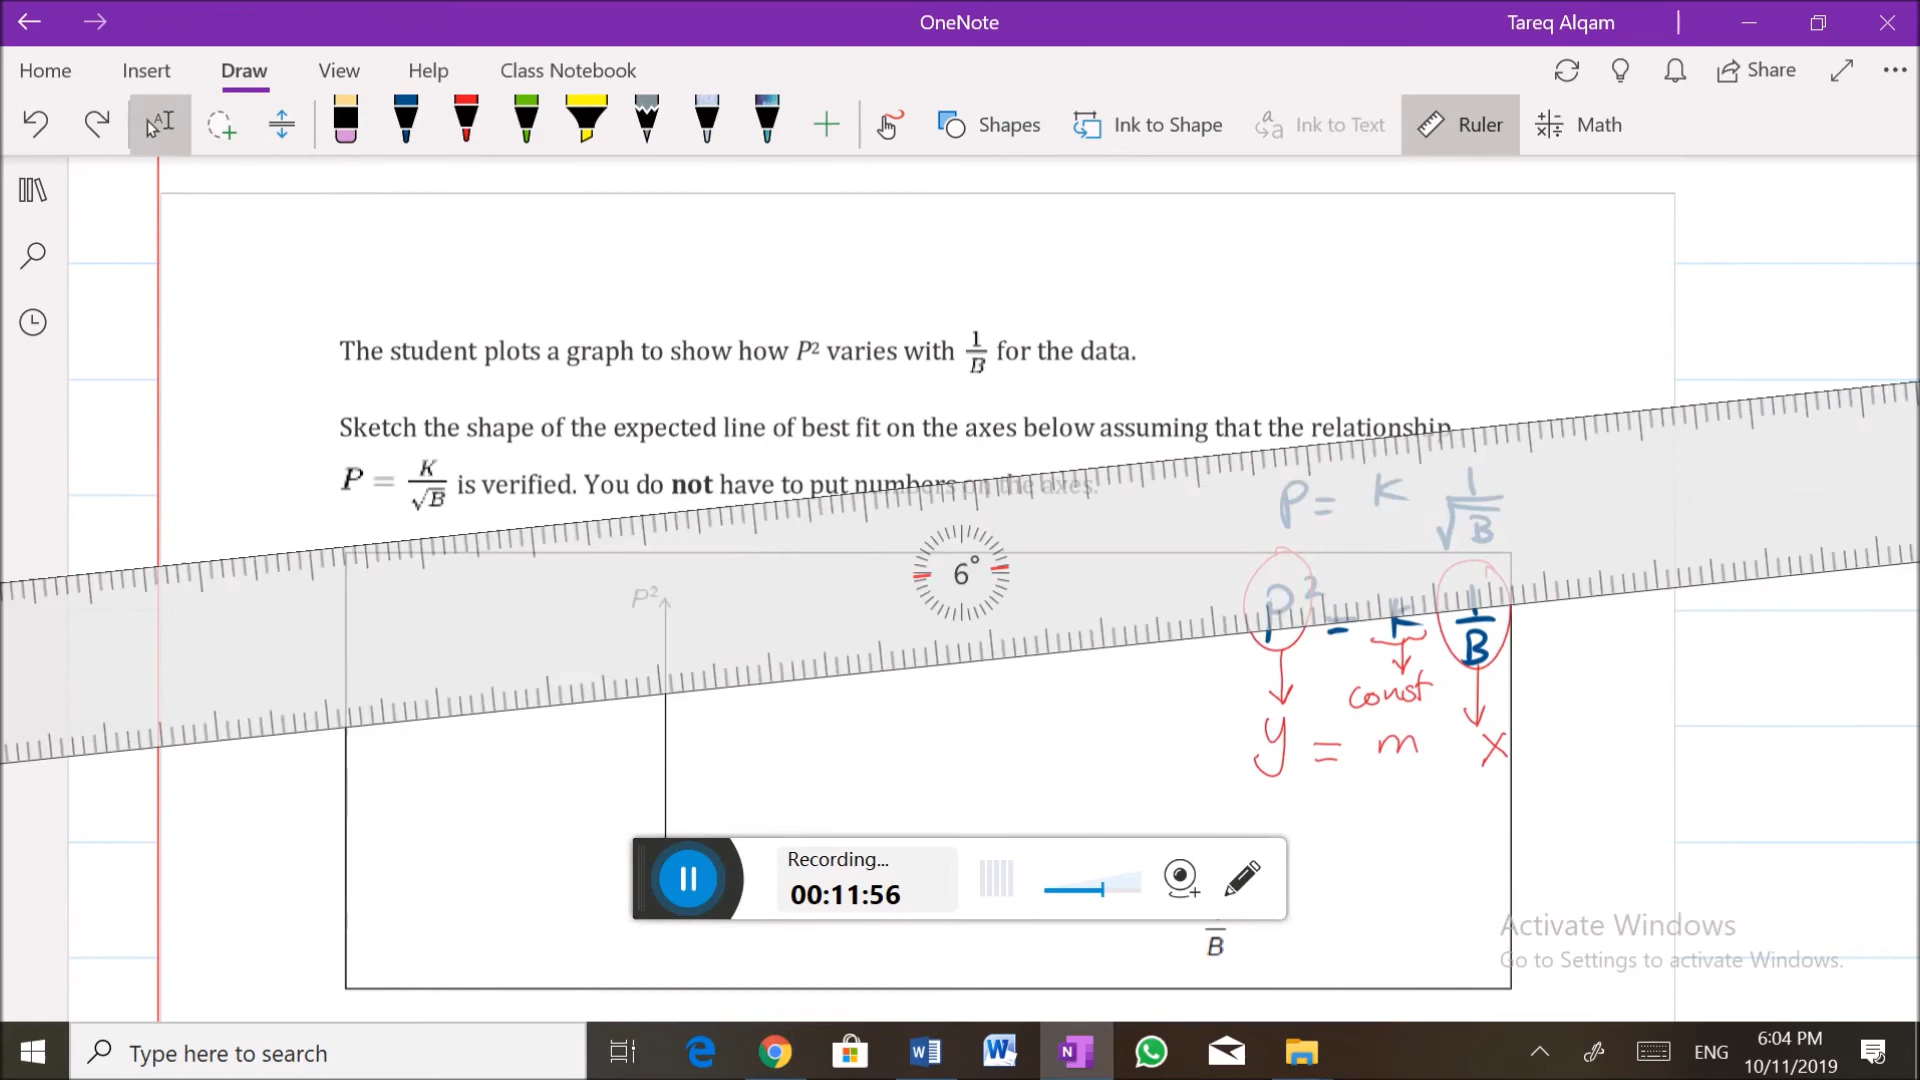 OneNote
Tareq Alqam
Home Insert Draw View Help Class Notebook Share
Shapes Ink to Shape Ink to Text Ruler Math
The student plots a graph to show how P² varies with 1/B for the data.
Sketch the shape of the expected line of best fit on the axes below assuming that the relationship
P = K/√B is verified. You do not have to put numbers on the axes.
P = K 1/√B
6°
P²
P² = K 1/B
const
y = m x
Recording...
00:11:56
B
Activate Windows
Go to Settings to activate Windows.
Type here to search
ENG
6:04 PM
10/11/2019